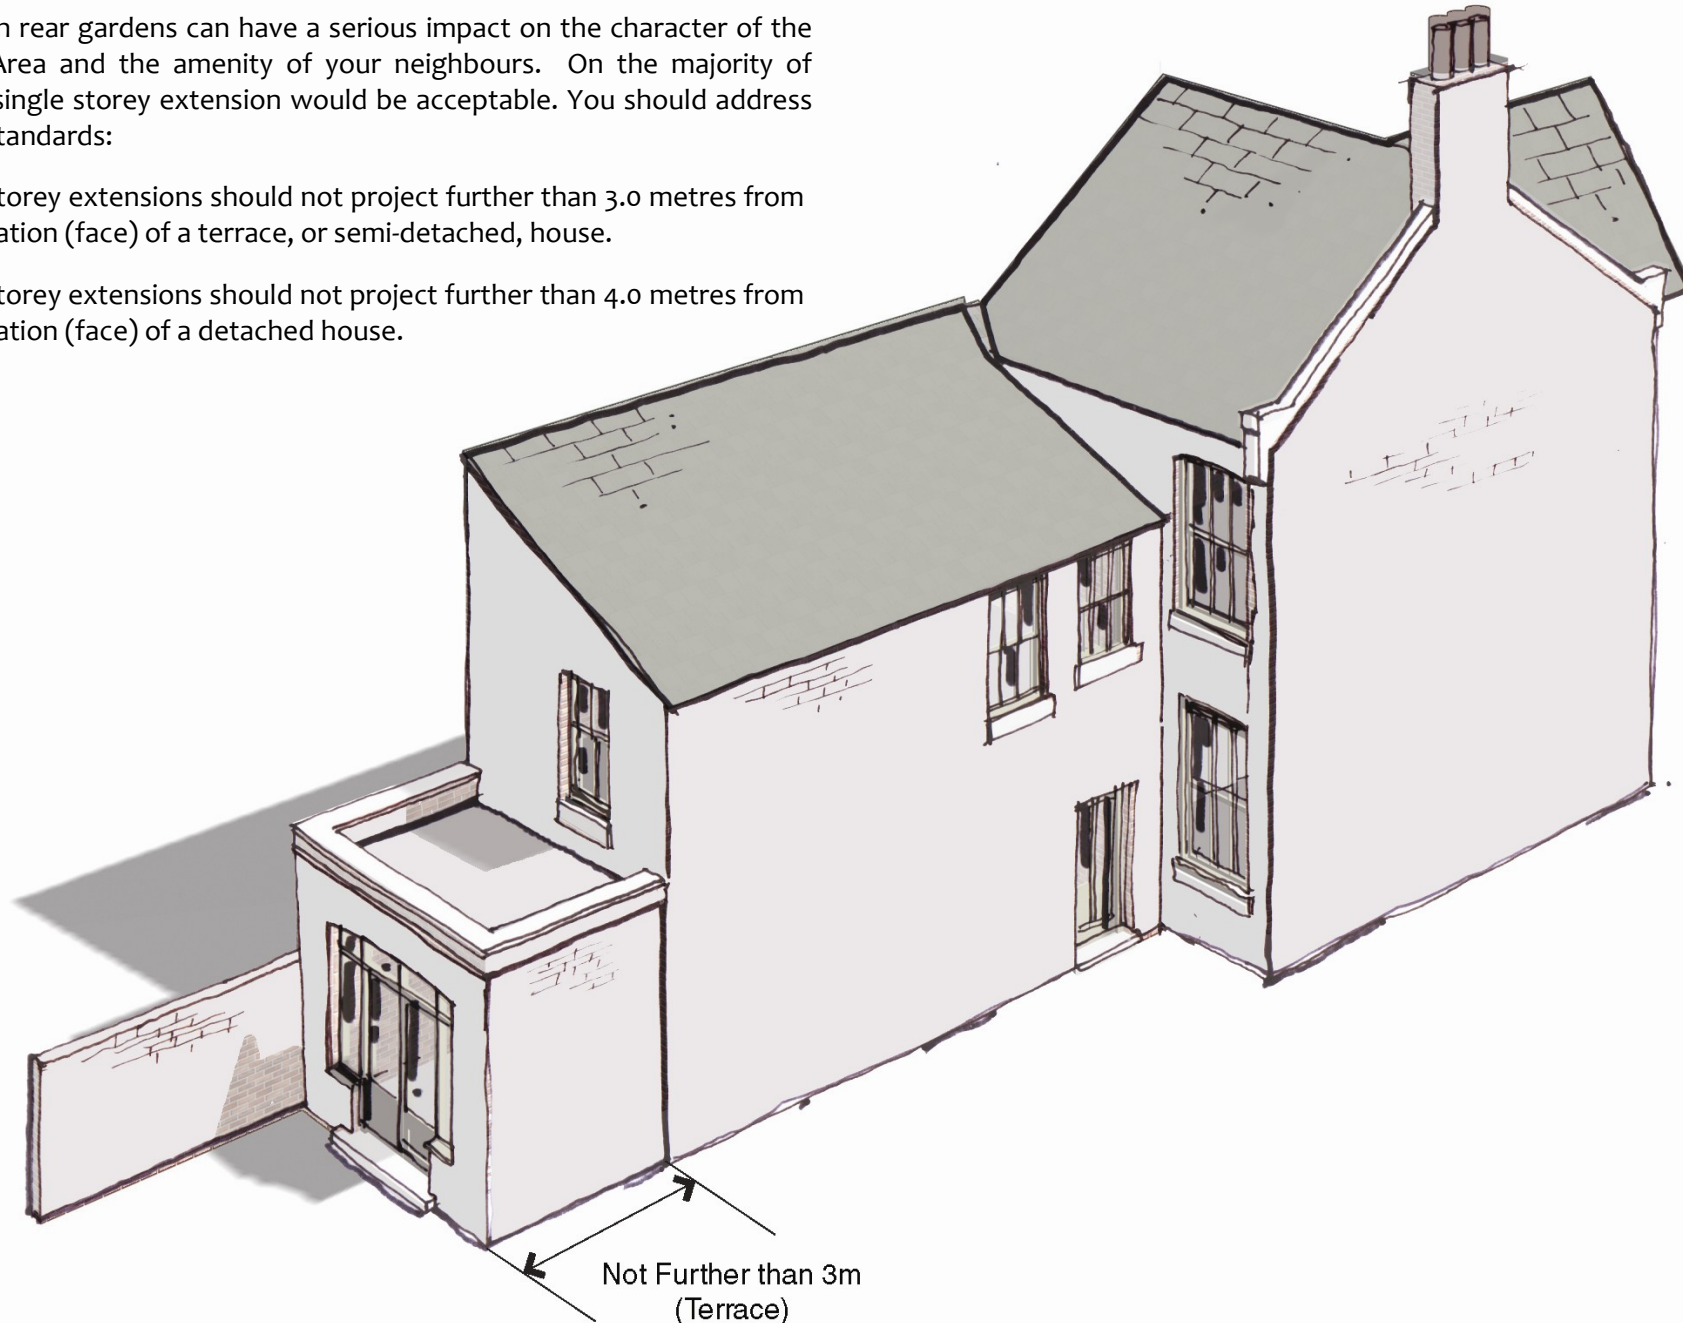 n rear gardens can have a serious impact on the character of the
Area and the amenity of your neighbours. On the majority of
single storey extension would be acceptable. You should address
tandards:
torey extensions should not project further than 3.0 metres from
ation (face) of a terrace, or semi-detached, house.
torey extensions should not project further than 4.0 metres from
ation (face) of a detached house.
Not Further than 3m
(Terrace)